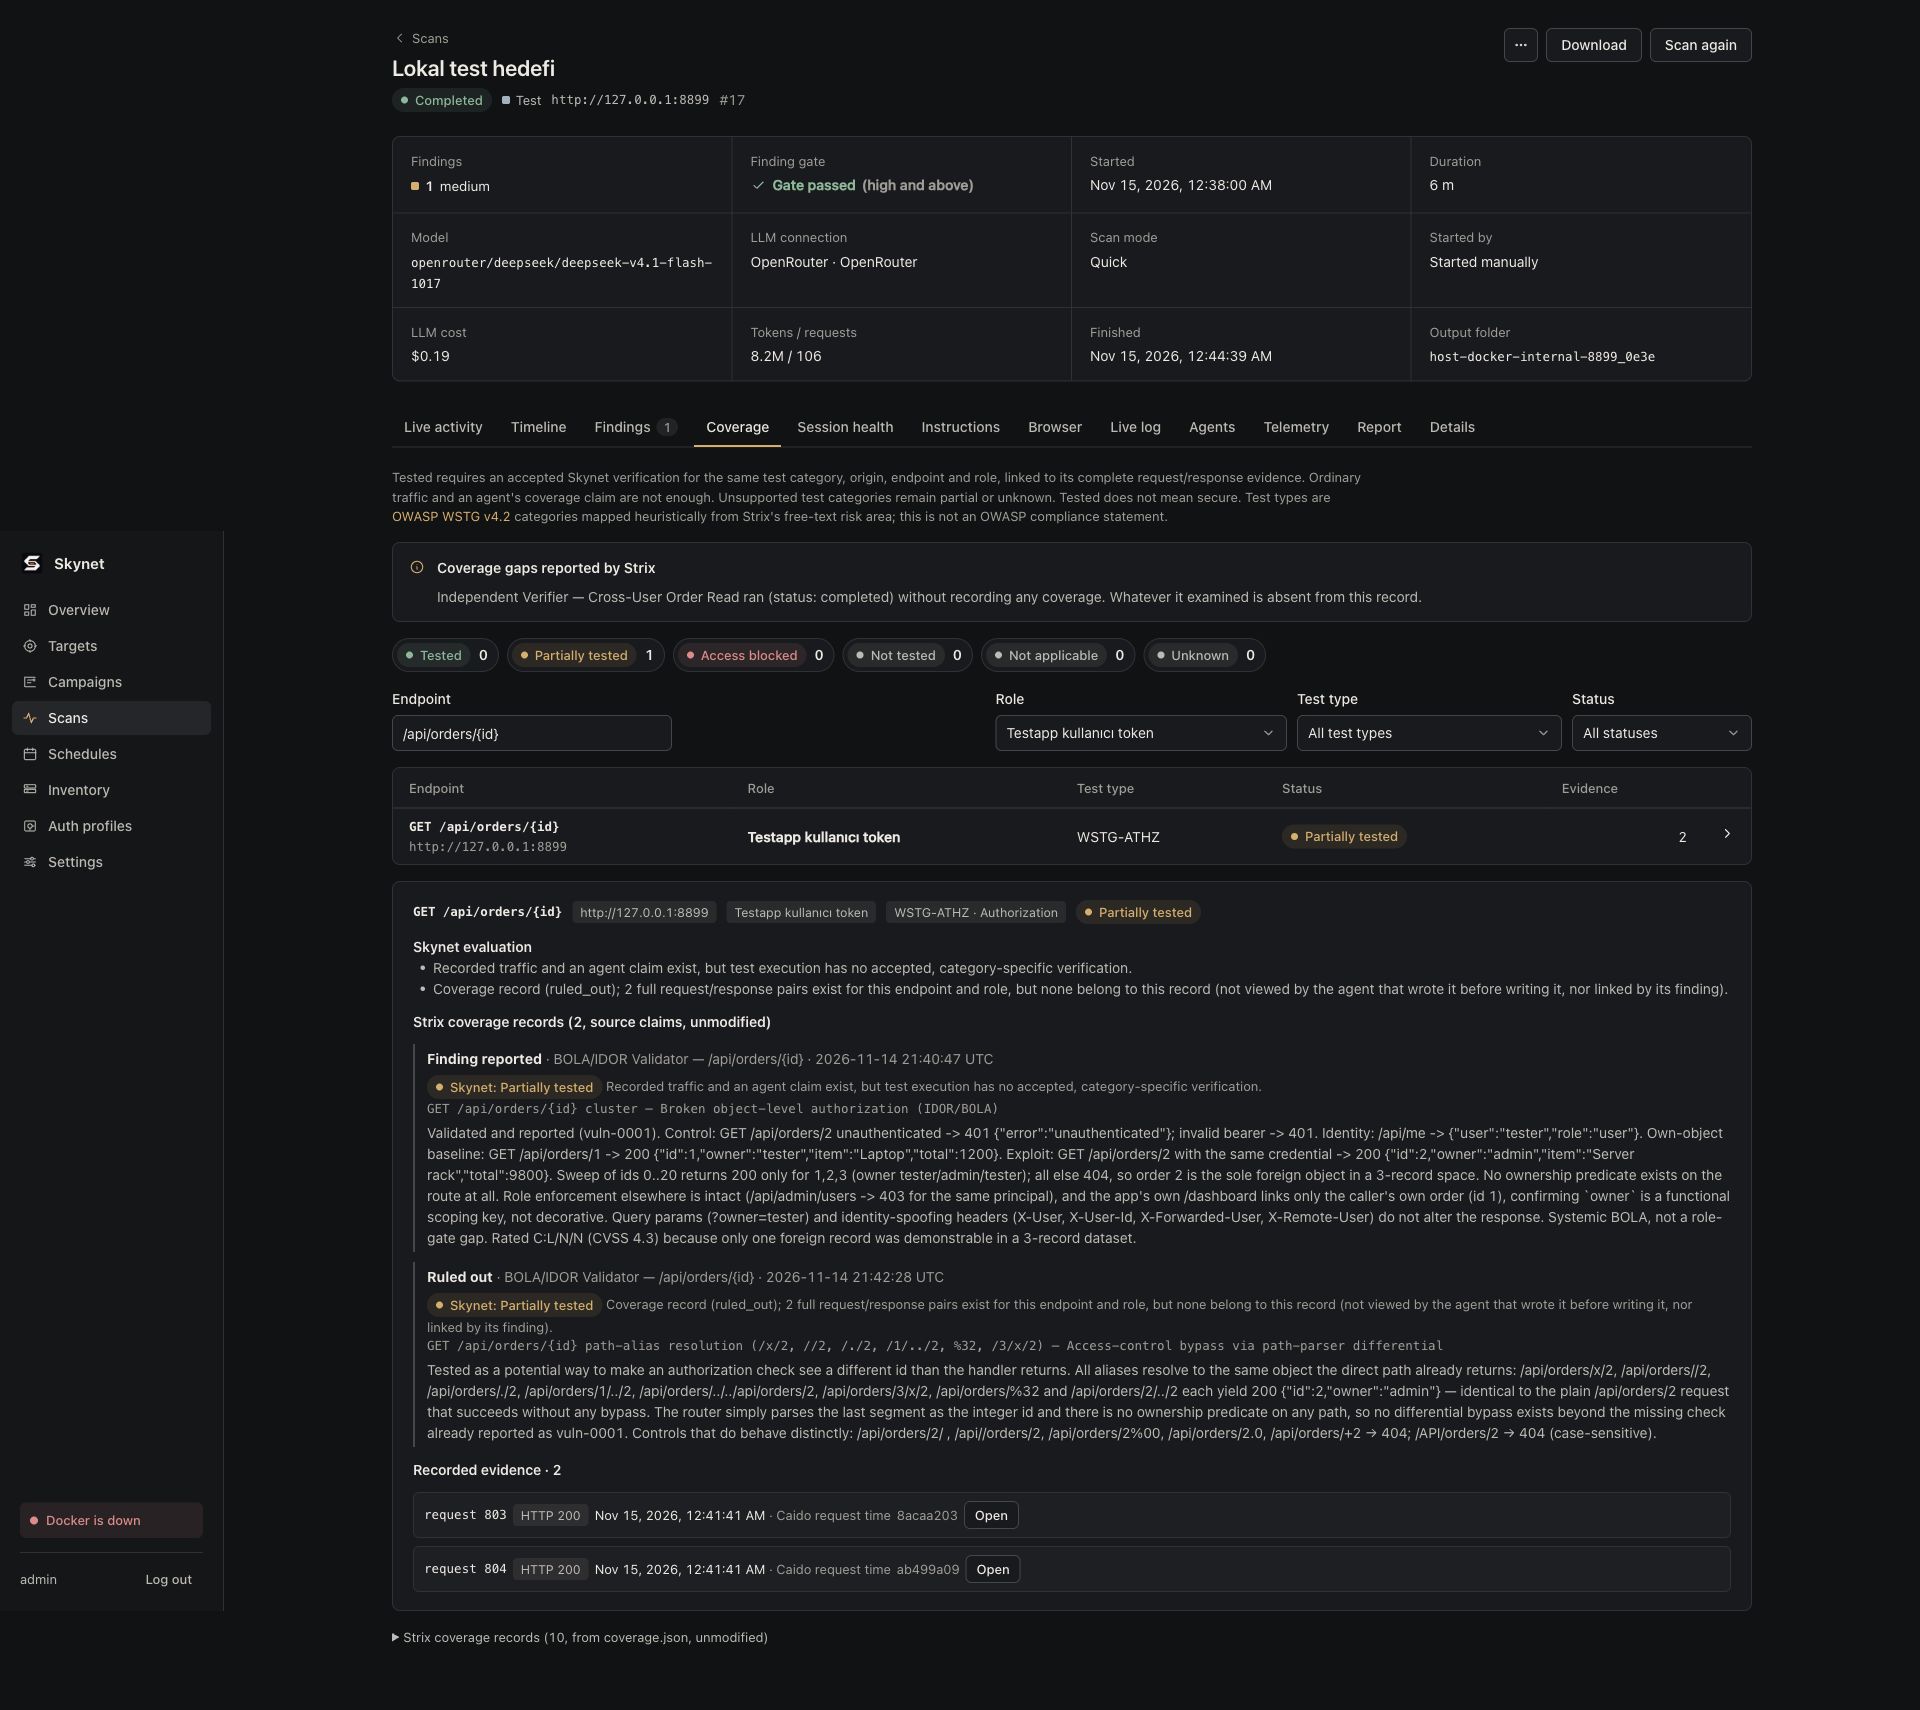 Scans
Lokal test hedefi
Completed Test http://127.0.0.1:8899 #17
... Download Scan again
Findings
1 medium
Finding gate
Gate passed (high and above)
Started
Nov 15, 2026, 12:38:00 AM
Duration
6 m
Model
openrouter/deepseek/deepseek-v4.1-flash-
1017
LLM connection
OpenRouter · OpenRouter
Scan mode
Quick
Started by
Started manually
LLM cost
$0.19
Tokens / requests
8.2M / 106
Finished
Nov 15, 2026, 12:44:39 AM
Output folder
host-docker-internal-8899_0e3e
Live activity Timeline Findings 1 Coverage Session health Instructions Browser Live log Agents Telemetry Report Details
Tested requires an accepted Skynet verification for the same test category, origin, endpoint and role, linked to its complete request/response evidence. Ordinary
traffic and an agent's coverage claim are not enough. Unsupported test categories remain partial or unknown. Tested does not mean secure. Test types are
OWASP WSTG v4.2 categories mapped heuristically from Strix's free-text risk area; this is not an OWASP compliance statement.
Skynet
Overview
Targets
Campaigns
Scans
Schedules
Inventory
Auth profiles
Settings
Docker is down
admin Log out
Coverage gaps reported by Strix
Independent Verifier — Cross-User Order Read ran (status: completed) without recording any coverage. Whatever it examined is absent from this record.
Tested 0 Partially tested 1 Access blocked 0 Not tested 0 Not applicable 0 Unknown 0
Endpoint Role Test type Status
/api/orders/{id} Testapp kullanıcı token All test types All statuses
Endpoint Role Test type Status Evidence
GET /api/orders/{id}
http://127.0.0.1:8899
Testapp kullanıcı token WSTG-ATHZ Partially tested 2
GET /api/orders/{id} http://127.0.0.1:8899 Testapp kullanıcı token WSTG-ATHZ · Authorization Partially tested
Skynet evaluation
• Recorded traffic and an agent claim exist, but test execution has no accepted, category-specific verification.
• Coverage record (ruled_out); 2 full request/response pairs exist for this endpoint and role, but none belong to this record (not viewed by the agent that wrote it before writing it, nor linked by its finding).
Strix coverage records (2, source claims, unmodified)
Finding reported · BOLA/IDOR Validator — /api/orders/{id} · 2026-11-14 21:40:47 UTC
Skynet: Partially tested Recorded traffic and an agent claim exist, but test execution has no accepted, category-specific verification.
GET /api/orders/{id} cluster — Broken object-level authorization (IDOR/BOLA)
Validated and reported (vuln-0001). Control: GET /api/orders/2 unauthenticated -> 401 {"error":"unauthenticated"}; invalid bearer -> 401. Identity: /api/me -> {"user":"tester","role":"user"}. Own-object
baseline: GET /api/orders/1 -> 200 {"id":1,"owner":"tester","item":"Laptop","total":1200}. Exploit: GET /api/orders/2 with the same credential -> 200 {"id":2,"owner":"admin","item":"Server
rack","total":9800}. Sweep of ids 0..20 returns 200 only for 1,2,3 (owner tester/admin/tester); all else 404, so order 2 is the sole foreign object in a 3-record space. No ownership predicate exists on the
route at all. Role enforcement elsewhere is intact (/api/admin/users -> 403 for the same principal), and the app's own /dashboard links only the caller's own order (id 1), confirming `owner` is a functional
scoping key, not decorative. Query params (?owner=tester) and identity-spoofing headers (X-User, X-User-Id, X-Forwarded-User, X-Remote-User) do not alter the response. Systemic BOLA, not a role-
gate gap. Rated C:L/N/N (CVSS 4.3) because only one foreign record was demonstrable in a 3-record dataset.
Ruled out · BOLA/IDOR Validator — /api/orders/{id} · 2026-11-14 21:42:28 UTC
Skynet: Partially tested Coverage record (ruled_out); 2 full request/response pairs exist for this endpoint and role, but none belong to this record (not viewed by the agent that wrote it before writing it, nor
linked by its finding).
GET /api/orders/{id} path-alias resolution (/x/2, //2, /./2, /1/../2, %32, /3/x/2) — Access-control bypass via path-parser differential
Tested as a potential way to make an authorization check see a different id than the handler returns. All aliases resolve to the same object the direct path already returns: /api/orders/x/2, /api/orders//2,
/api/orders/./2, /api/orders/1/../2, /api/orders/../../api/orders/2, /api/orders/3/x/2, /api/orders/%32 and /api/orders/2/../2 each yield 200 {"id":2,"owner":"admin"} — identical to the plain /api/orders/2 request
that succeeds without any bypass. The router simply parses the last segment as the integer id and there is no ownership predicate on any path, so no differential bypass exists beyond the missing check
already reported as vuln-0001. Controls that do behave distinctly: /api/orders/2/ , /api//orders/2, /api/orders/2%00, /api/orders/2.0, /api/orders/+2 → 404; /API/orders/2 → 404 (case-sensitive).
Recorded evidence · 2
request 803 HTTP 200 Nov 15, 2026, 12:41:41 AM · Caido request time 8acaa203 Open
request 804 HTTP 200 Nov 15, 2026, 12:41:41 AM · Caido request time ab499a09 Open
Strix coverage records (10, from coverage.json, unmodified)